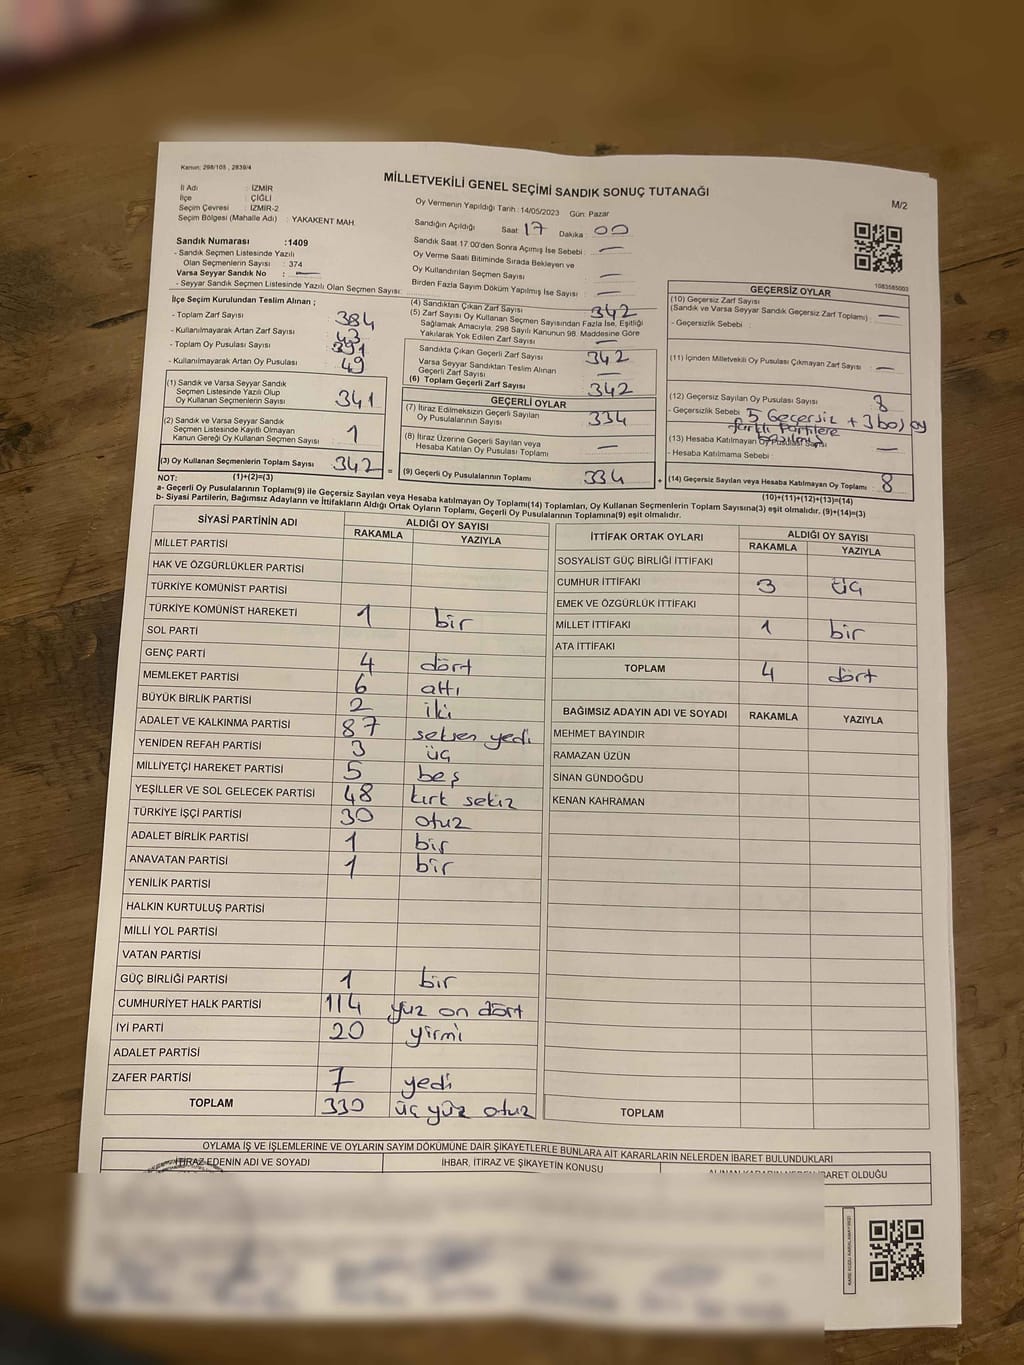 Kanun: 298/105 , 2839/4
MİLLETVEKİLİ GENEL SEÇİMİ SANDIK SONUÇ TUTANAĞI
M/2
İl Adı : İZMİR
İlçe : ÇİĞLİ
Seçim Çevresi : İZMİR-2
Seçim Bölgesi (Mahalle Adı) : YAKAKENT MAH.
Sandık Numarası :1409
- Sandık Seçmen Listesinde Yazılı
Olan Seçmenlerin Sayısı : 374
Varsa Seyyar Sandık No : —
- Seyyar Sandık Seçmen Listesinde Yazılı Olan Seçmen Sayısı:
Oy Vermenin Yapıldığı Tarih : 14/05/2023 Gün: Pazar
Sandığın Açıldığı Saat 17 Dakika 00
Sandık Saat 17:00'den Sonra Açımış İse Sebebi : —
Oy Verme Saati Bitiminde Sırada Bekleyen ve
Oy Kullandırılan Seçmen Sayısı : —
Birden Fazla Sayım Döküm Yapılmış İse Sayısı : —
1083585003
İlçe Seçim Kurulundan Teslim Alınan ;
- Toplam Zarf Sayısı 384
- Kullanılmayarak Artan Zarf Sayısı 43
- Toplam Oy Pusulası Sayısı 391
- Kullanılmayarak Artan Oy Pusulası 49
(1) Sandık ve Varsa Seyyar Sandık
Seçmen Listesinde Yazılı Olup
Oy Kullanan Seçmenlerin Sayısı 341
(2) Sandık ve Varsa Seyyar Sandık
Seçmen Listesinde Kayıtlı Olmayan
Kanun Gereği Oy Kullanan Seçmen Sayısı 1
(3) Oy Kullanan Seçmenlerin Toplam Sayısı 342 =
(1)+(2)=(3)
(4) Sandıktan Çıkan Zarf Sayısı 342
(5) Zarf Sayısı Oy Kullanan Seçmen Sayısından Fazla İse, Eşitliği
Sağlamak Amacıyla, 298 Sayılı Kanunun 98. Maddesine Göre
Yakılarak Yok Edilen Zarf Sayısı —
Sandıkta Çıkan Geçerli Zarf Sayısı 342
Varsa Seyyar Sandıktan Teslim Alınan
Geçerli Zarf Sayısı —
(6) Toplam Geçerli Zarf Sayısı 342
GEÇERLİ OYLAR
(7) İtiraz Edilmeksizin Geçerli Sayılan
Oy Pusulalarının Sayısı 334
(8) İtiraz Üzerine Geçerli Sayılan veya
Hesaba Katılan Oy Pusulası Toplamı —
(9) Geçerli Oy Pusulalarının Toplamı 334 +
GEÇERSİZ OYLAR
(10) Geçersiz Zarf Sayısı
(Sandık ve Varsa Seyyar Sandık Geçersiz Zarf Toplamı) : —
- Geçersizlik Sebebi :
(11) İçinden Milletvekili Oy Pusulası Çıkmayan Zarf Sayısı : —
(12) Geçersiz Sayılan Oy Pusulası Sayısı : 8
- Geçersizlik Sebebi : 5 Geçersiz + 3 boş oy
farklı partilere
(13) Hesaba Katılmayan Oy Pusulası Sayısı —
- Hesaba Katılmama Sebebi :
(14) Geçersiz Sayılan veya Hesaba Katılmayan Oy Toplamı : 8
(10)+(11)+(12)+(13)=(14)
NOT:
a- Geçerli Oy Pusulalarının Toplamı(9) ile Geçersiz Sayılan veya Hesaba katılmayan Oy Toplamı(14) Toplamları, Oy Kullanan Seçmenlerin Toplam Sayısına(3) eşit olmalıdır. (9)+(14)=(3)
b- Siyasi Partilerin, Bağımsız Adayların ve İttifakların Aldığı Ortak Oyların Toplamı, Geçerli Oy Pusulalarının Toplamına(9) eşit olmalıdır.
SİYASİ PARTİNİN ADI ALDIĞI OY SAYISI
RAKAMLA YAZIYLA
MİLLET PARTİSİ
HAK VE ÖZGÜRLÜKLER PARTİSİ
TÜRKİYE KOMÜNİST PARTİSİ
TÜRKİYE KOMÜNİST HAREKETİ 1 bir
SOL PARTİ
GENÇ PARTİ 4 dört
MEMLEKET PARTİSİ 6 altı
BÜYÜK BİRLİK PARTİSİ 2 iki
ADALET VE KALKINMA PARTİSİ 87 seksen yedi
YENİDEN REFAH PARTİSİ 3 üç
MİLLİYETÇİ HAREKET PARTİSİ 5 beş
YEŞİLLER VE SOL GELECEK PARTİSİ 48 kırk sekiz
TÜRKİYE İŞÇİ PARTİSİ 30 otuz
ADALET BİRLİK PARTİSİ 1 bir
ANAVATAN PARTİSİ 1 bir
YENİLİK PARTİSİ
HALKIN KURTULUŞ PARTİSİ
MİLLİ YOL PARTİSİ
VATAN PARTİSİ
GÜÇ BİRLİĞİ PARTİSİ 1 bir
CUMHURİYET HALK PARTİSİ 114 yüz on dört
İYİ PARTİ 20 yirmi
ADALET PARTİSİ
ZAFER PARTİSİ 7 yedi
TOPLAM 330 üç yüz otuz
İTTİFAK ORTAK OYLARI ALDIĞI OY SAYISI
RAKAMLA YAZIYLA
SOSYALİST GÜÇ BİRLİĞİ İTTİFAKI
CUMHUR İTTİFAKI 3 üç
EMEK VE ÖZGÜRLÜK İTTİFAKI
MİLLET İTTİFAKI 1 bir
ATA İTTİFAKI
TOPLAM 4 dört
BAĞIMSIZ ADAYIN ADI VE SOYADI RAKAMLA YAZIYLA
MEHMET BAYINDIR
RAMAZAN ÜZÜN
SİNAN GÜNDOĞDU
KENAN KAHRAMAN
TOPLAM
OYLAMA İŞ VE İŞLEMLERİNE VE OYLARIN SAYIM DÖKÜMÜNE DAİR ŞİKAYETLERLE BUNLARA AİT KARARLARIN NELERDEN İBARET BULUNDUKLARI
İTİRAZ EDENİN ADI VE SOYADI İHBAR, İTİRAZ VE ŞİKAYETİN KONUSU ALINAN KARARIN NEDEN İBARET OLDUĞU